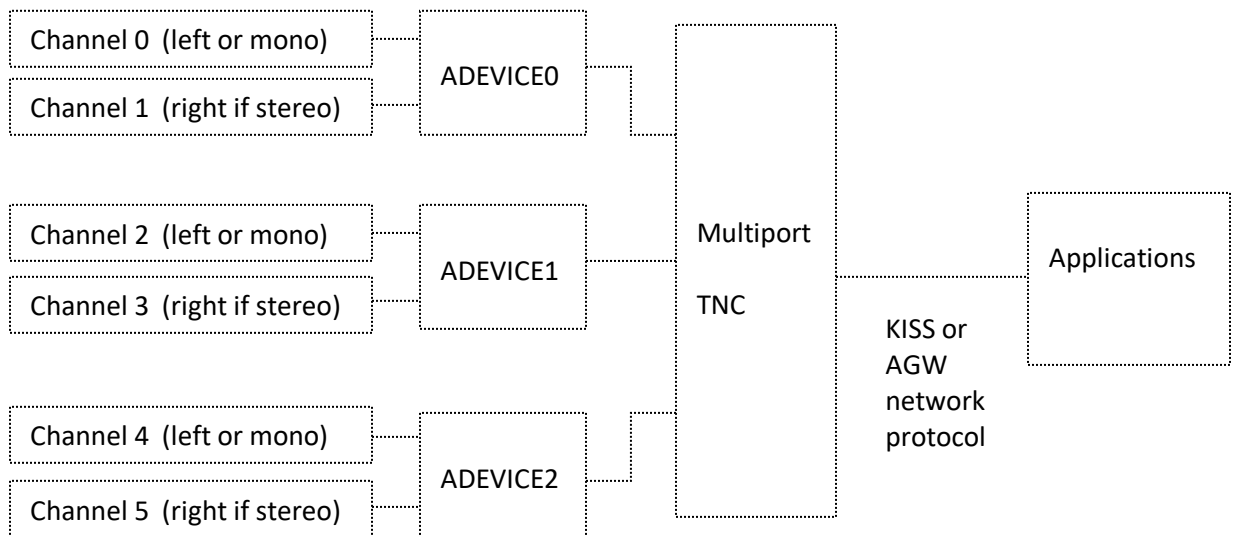 Channel 0  (left or mono)
Channel 1  (right if stereo)
ADEVICE0
Channel 2  (left or mono)
Channel 3  (right if stereo)
ADEVICE1
Channel 4  (left or mono)
Channel 5  (right if stereo)
ADEVICE2
Multiport
TNC
KISS or
AGW
network
protocol
Applications